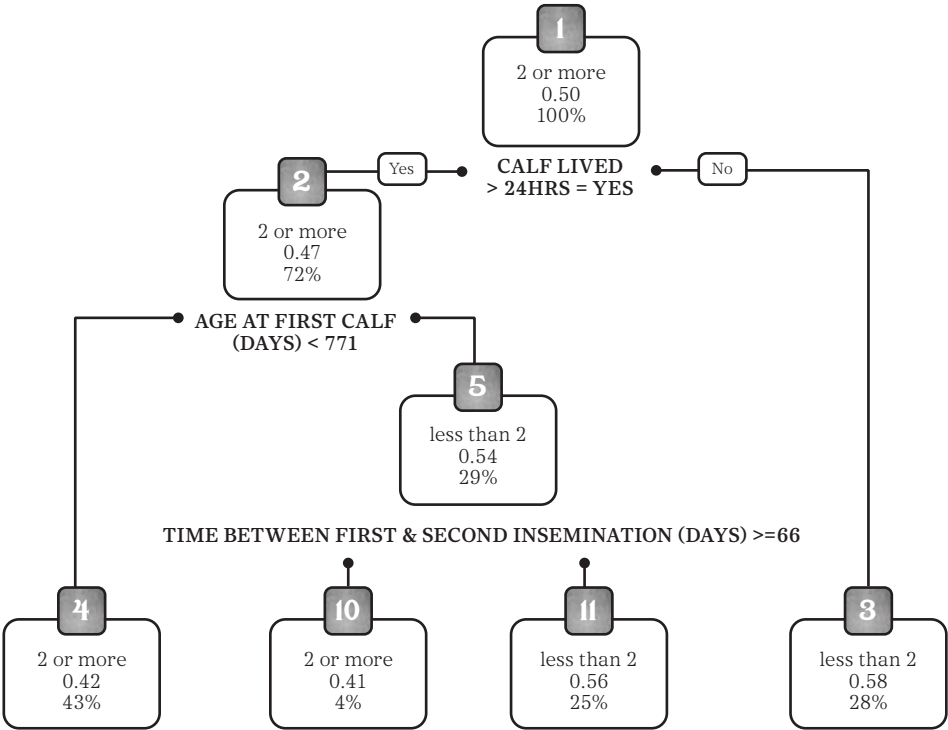 1
2 or more
0.50
100%
Yes
CALF LIVED
> 24HRS = YES
No
2
2 or more
0.47
72%
AGE AT FIRST CALF
(DAYS) < 771
5
less than 2
0.54
29%
TIME BETWEEN FIRST & SECOND INSEMINATION (DAYS) >=66
4
2 or more
0.42
43%
10
2 or more
0.41
4%
11
less than 2
0.56
25%
3
less than 2
0.58
28%